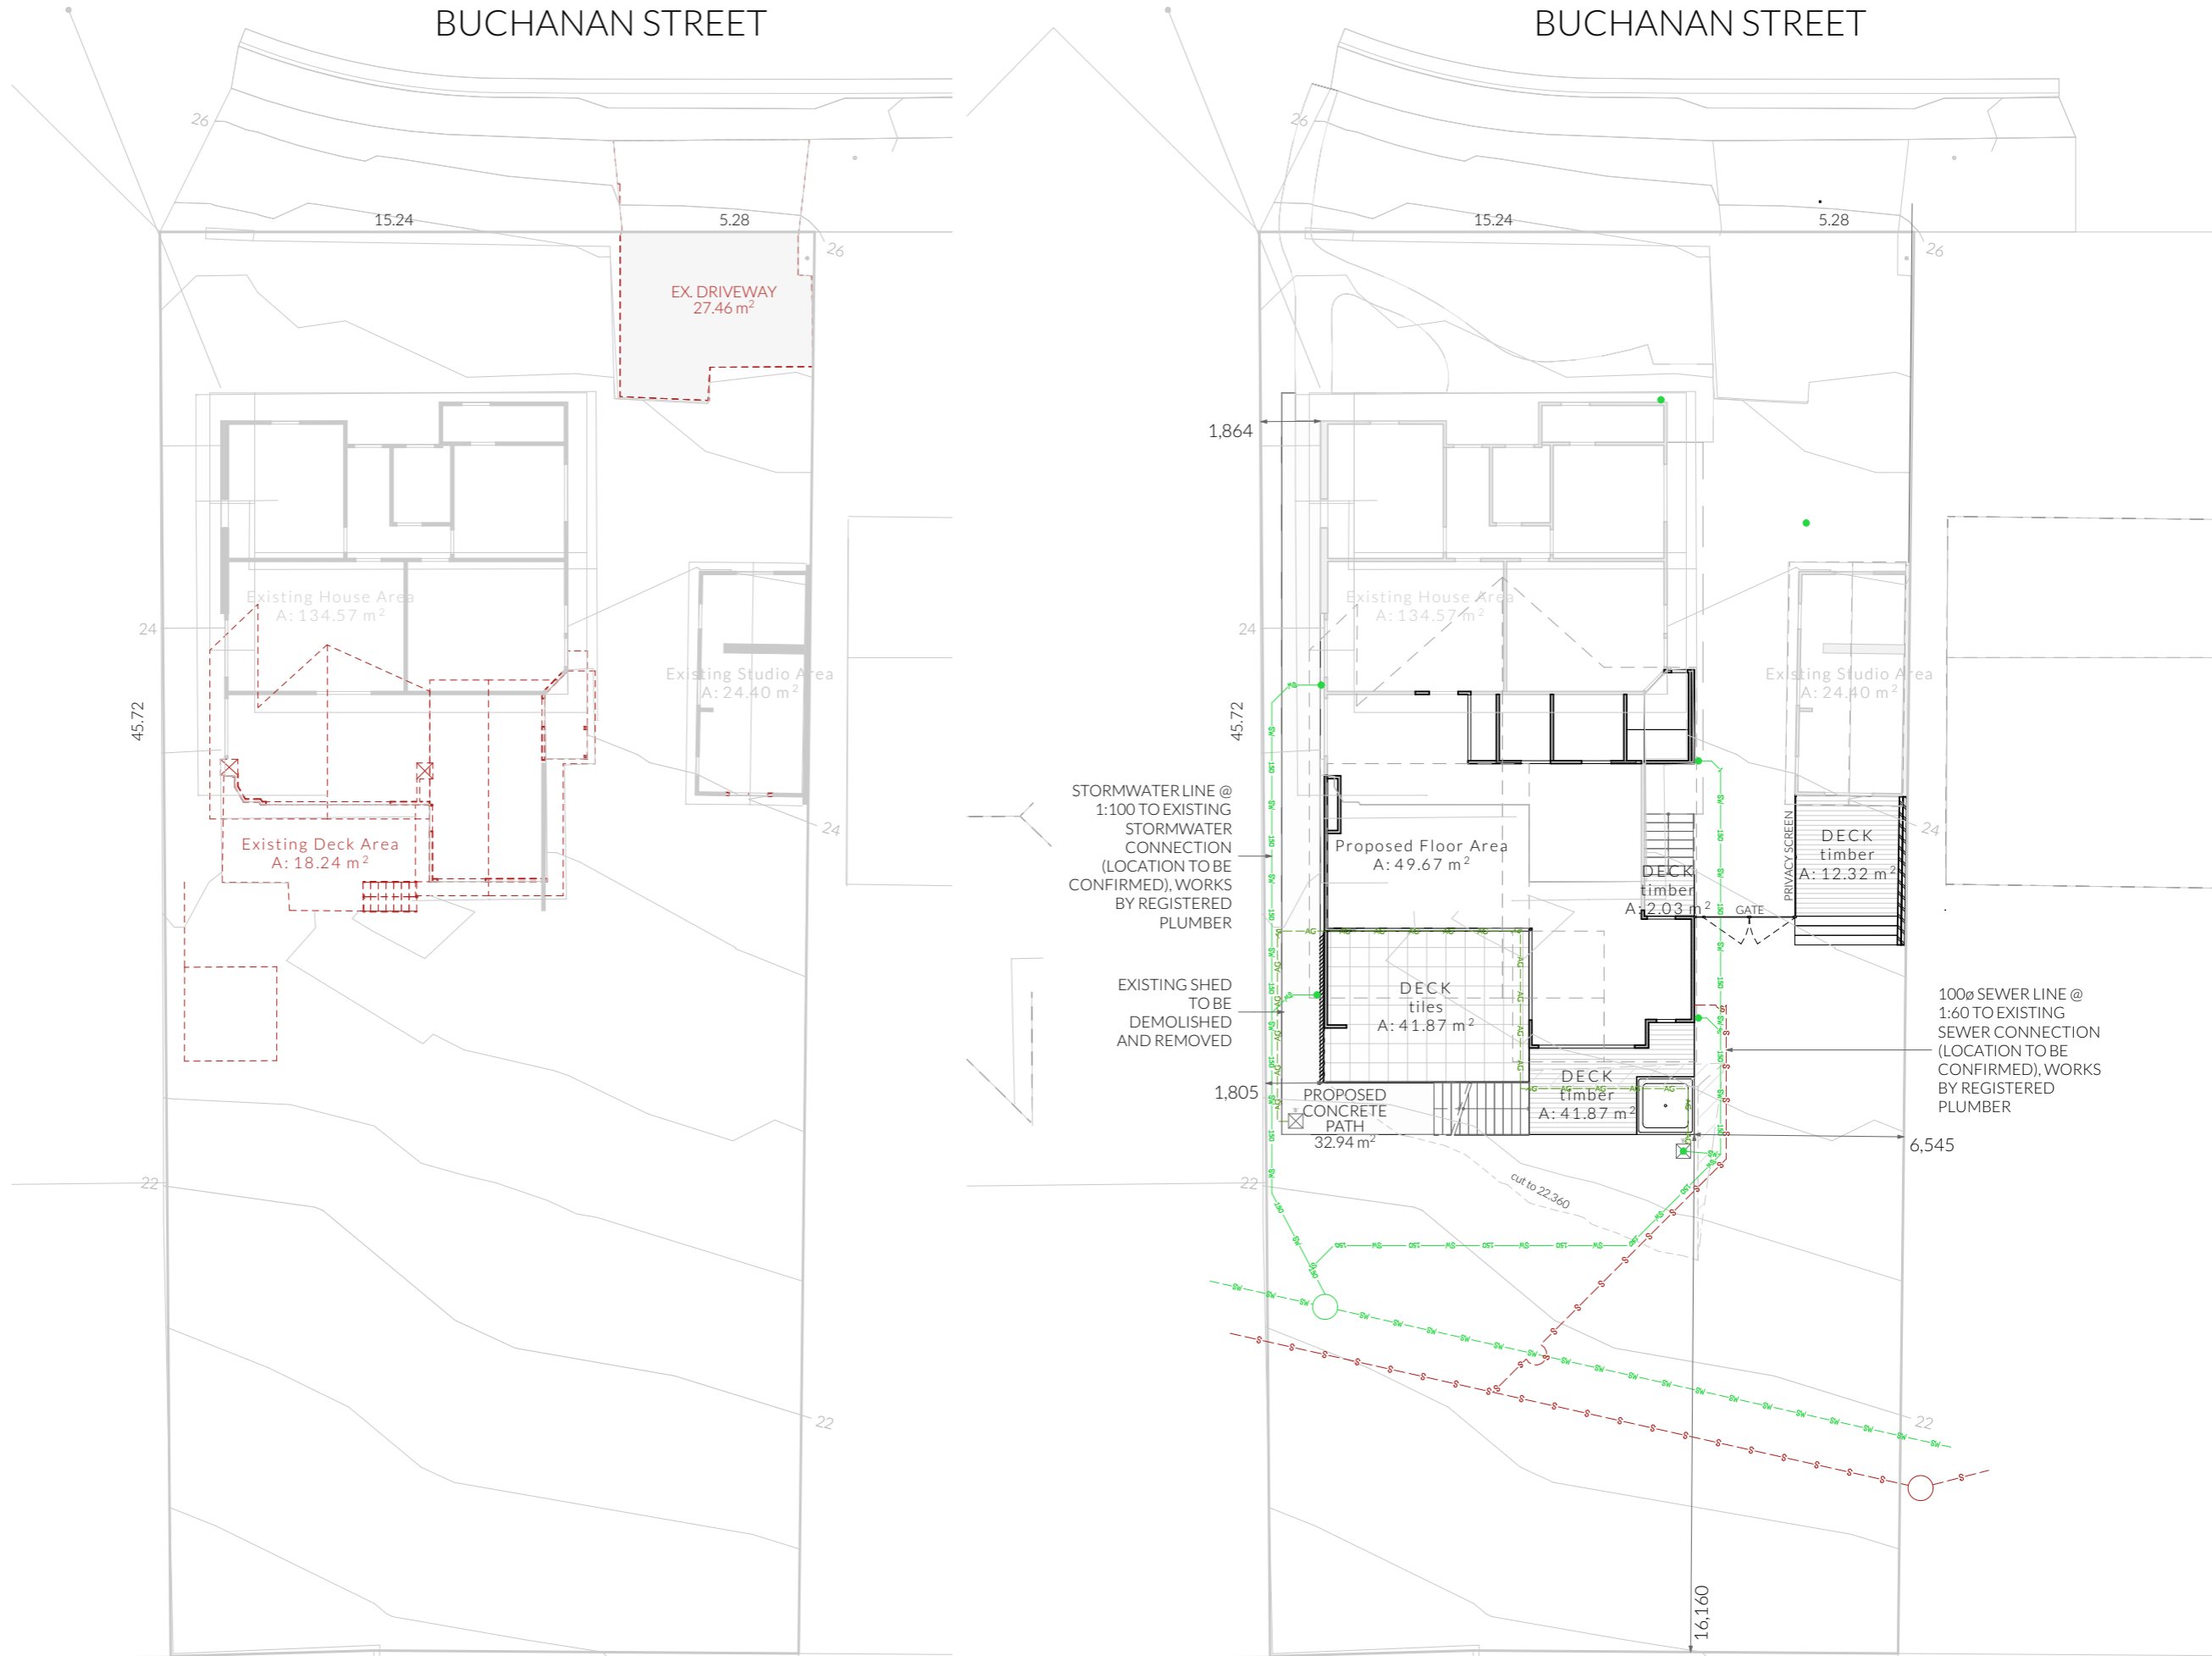 BUCHANAN STREET
26
15.24
5.28
26
EX. DRIVEWAY
27.46 m²
Existing House Area
A: 134.57 m²
24
Existing Studio Area
A: 24.40 m²
45.72
24
Existing Deck Area
A: 18.24 m²
22
22
BUCHANAN STREET
26
15.24
5.28
26
1,864
Existing House Area
A: 134.57 m²
24
Existing Studio Area
A: 24.40 m²
45.72
STORMWATER LINE @
1:100 TO EXISTING
STORMWATER
CONNECTION
(LOCATION TO BE
CONFIRMED), WORKS
BY REGISTERED
PLUMBER
Proposed Floor Area
A: 49.67 m²
PRIVACY SCREEN
DECK
timber
A: 12.32 m²
24
DECK
timber
A: 2.03 m²
GATE
EXISTING SHED
TO BE
DEMOLISHED
AND REMOVED
DECK
tiles
A: 41.87 m²
100ø SEWER LINE @
1:60 TO EXISTING
SEWER CONNECTION
(LOCATION TO BE
CONFIRMED), WORKS
BY REGISTERED
PLUMBER
1,805
PROPOSED
CONCRETE
PATH
32.94 m²
DECK
timber
A: 41.87 m²
6,545
22
cut to 22.360
22
16,160